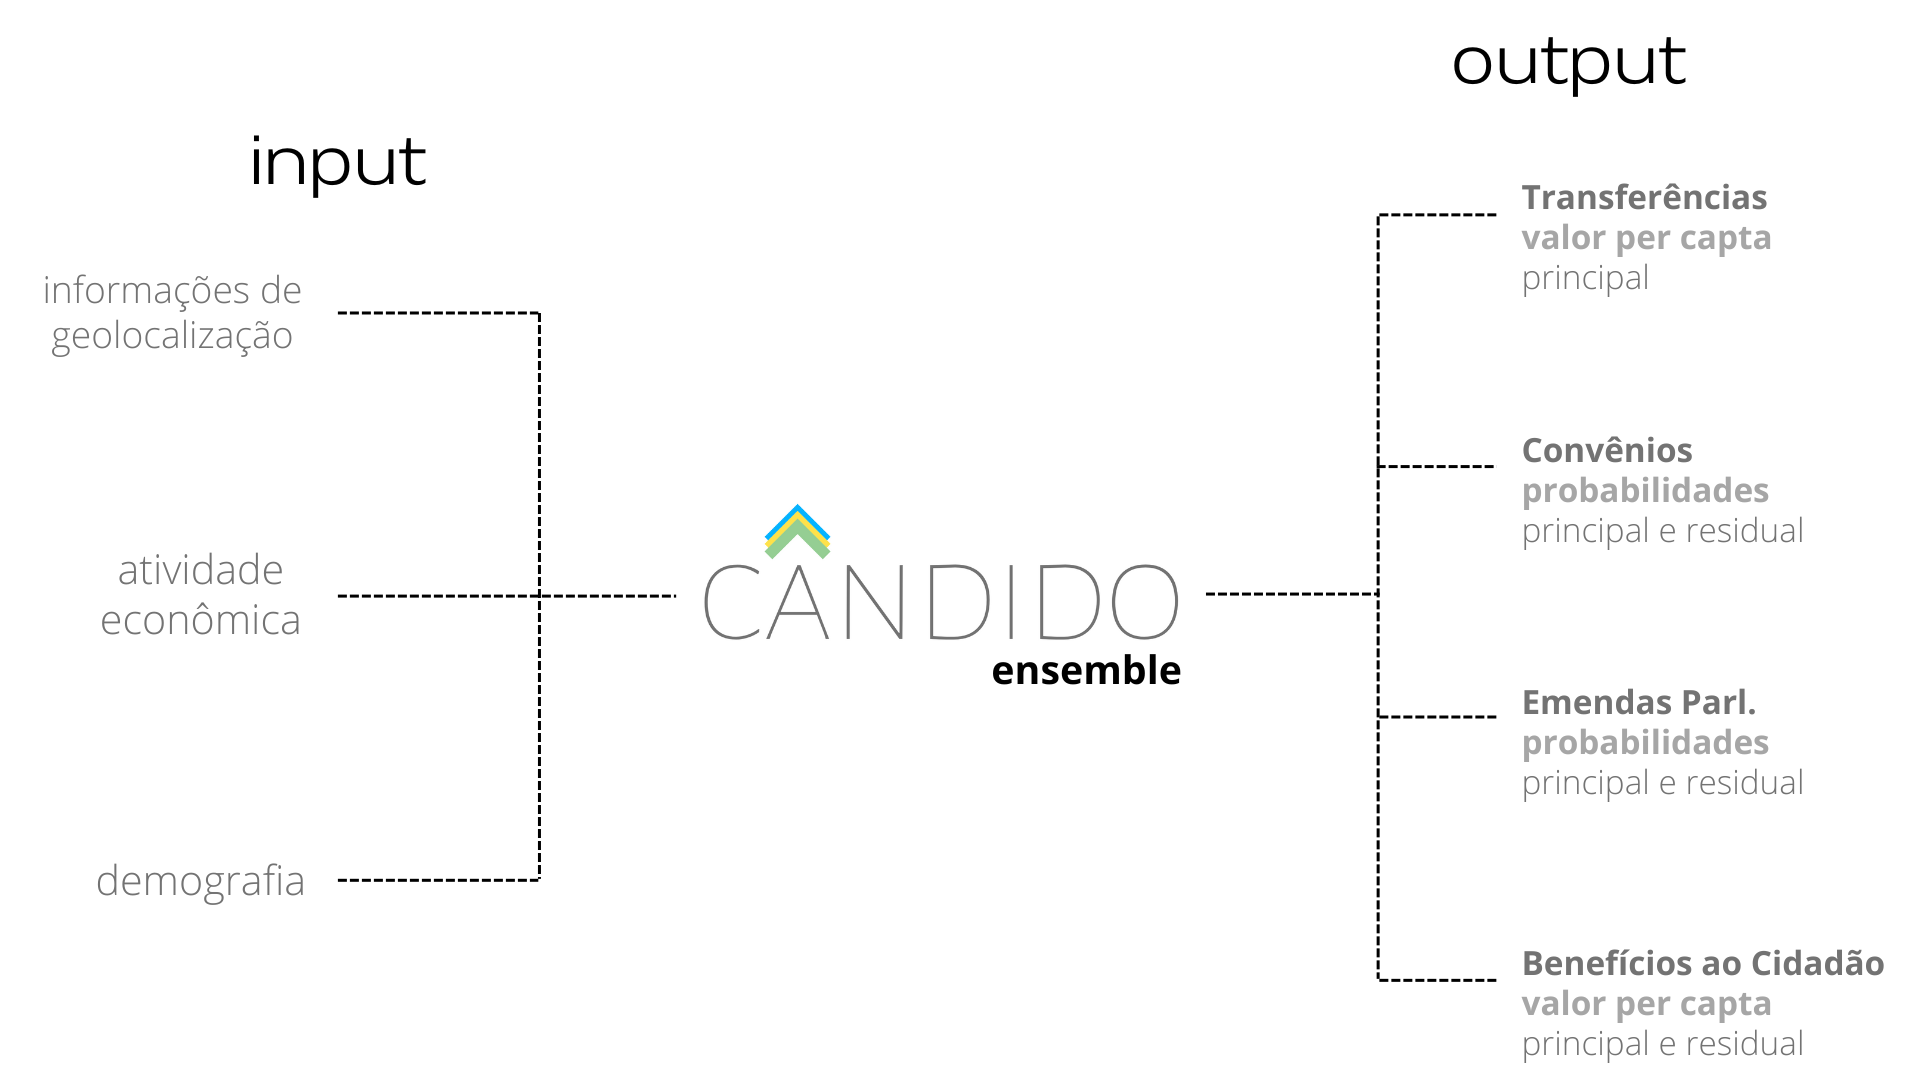 input
informações de
geolocalização
atividade
econômica
demografia
CÂNDIDO
ensemble
output
Transferências
valor per capta
principal
Convênios
probabilidades
principal e residual
Emendas Parl.
probabilidades
principal e residual
Benefícios ao Cidadão
valor per capta
principal e residual